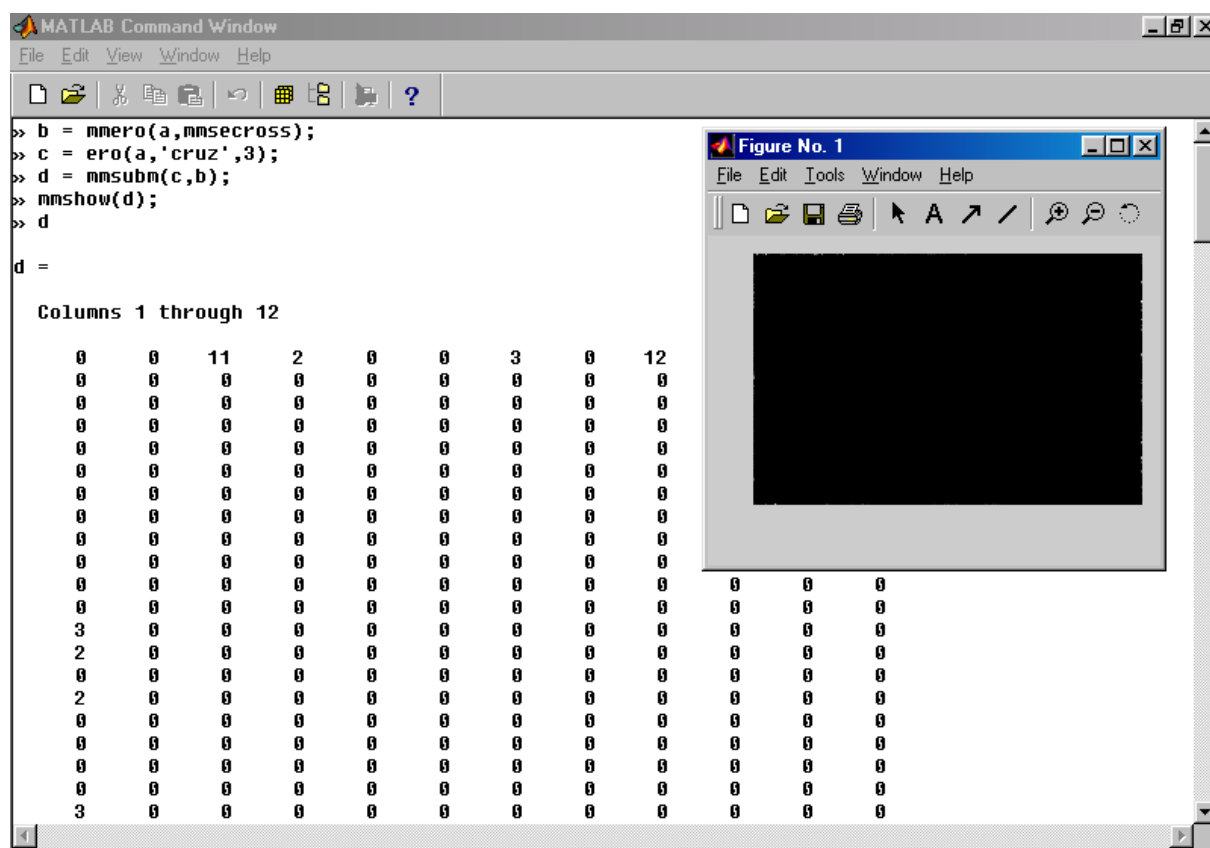 MATLAB Command Window
File Edit View Window Help
?
» b = mmero(a,mmsecross);
» c = ero(a,'cruz',3);
» d = mmsubm(c,b);
» mmshow(d);
» d
d =
Columns 1 through 12
0 0 11 2 0 0 3 0 12
0 0 0 0 0 0 0 0 0
0 0 0 0 0 0 0 0 0
0 0 0 0 0 0 0 0 0
0 0 0 0 0 0 0 0 0
0 0 0 0 0 0 0 0 0
0 0 0 0 0 0 0 0 0
0 0 0 0 0 0 0 0 0
0 0 0 0 0 0 0 0 0
0 0 0 0 0 0 0 0 0
0 0 0 0 0 0 0 0 0 0 0 0
0 0 0 0 0 0 0 0 0 0 0 0
3 0 0 0 0 0 0 0 0 0 0 0
2 0 0 0 0 0 0 0 0 0 0 0
0 0 0 0 0 0 0 0 0 0 0 0
2 0 0 0 0 0 0 0 0 0 0 0
0 0 0 0 0 0 0 0 0 0 0 0
0 0 0 0 0 0 0 0 0 0 0 0
0 0 0 0 0 0 0 0 0 0 0 0
0 0 0 0 0 0 0 0 0 0 0 0
3 0 0 0 0 0 0 0 0 0 0 0
Figure No. 1
File Edit Tools Window Help
A